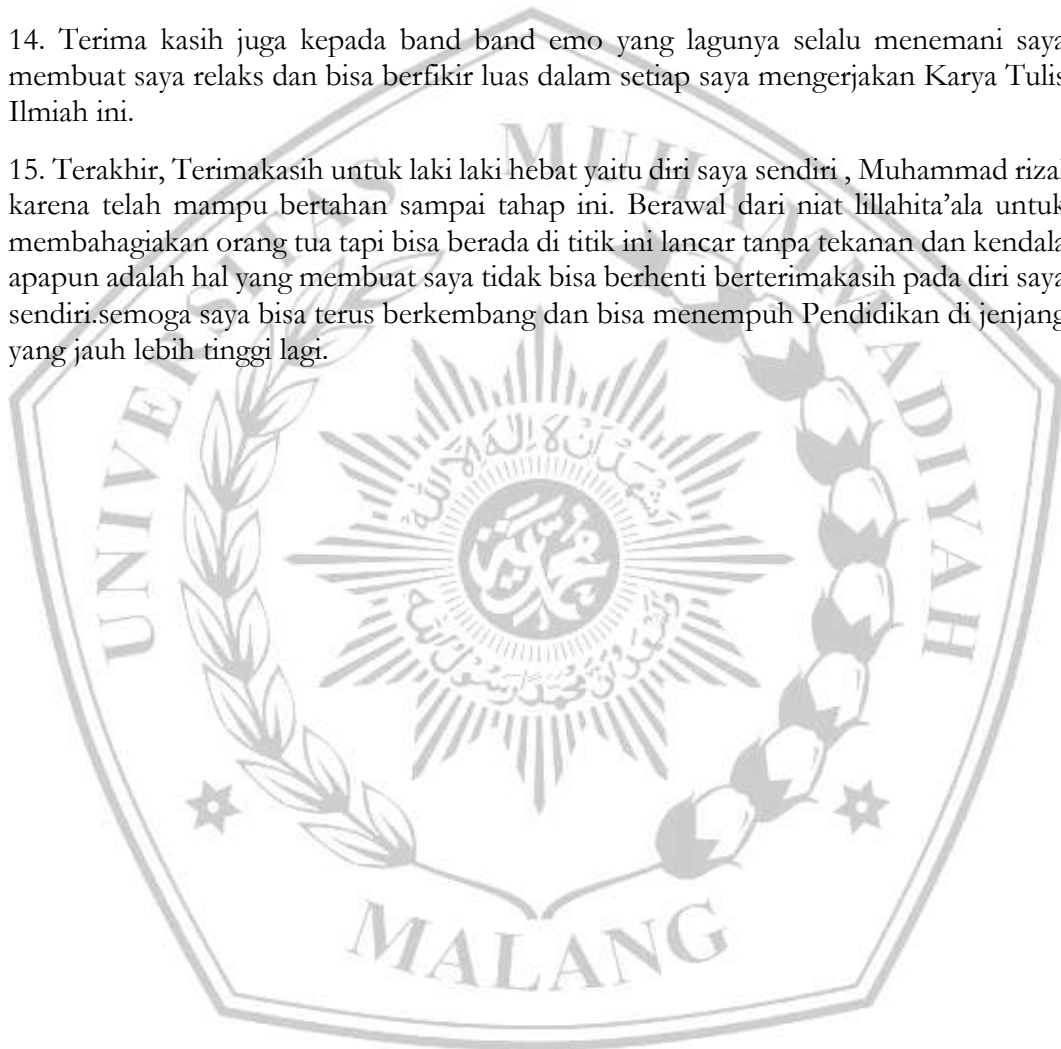 14. Terima kasih juga kepada band band emo yang lagunya selalu menemani saya
membuat saya relaks dan bisa berfikir luas dalam setiap saya mengerjakan Karya Tulis
Ilmiah ini.
15. Terakhir, Terimakasih untuk laki laki hebat yaitu diri saya sendiri , Muhammad rizal
karena telah mampu bertahan sampai tahap ini. Berawal dari niat lillahita’ala untuk
membahagiakan orang tua tapi bisa berada di titik ini lancar tanpa tekanan dan kendala
apapun adalah hal yang membuat saya tidak bisa berhenti berterimakasih pada diri saya
sendiri.semoga saya bisa terus berkembang dan bisa menempuh Pendidikan di jenjang
yang jauh lebih tinggi lagi.
UNIVERSITAS MUHAMMADIYAH
MALANG